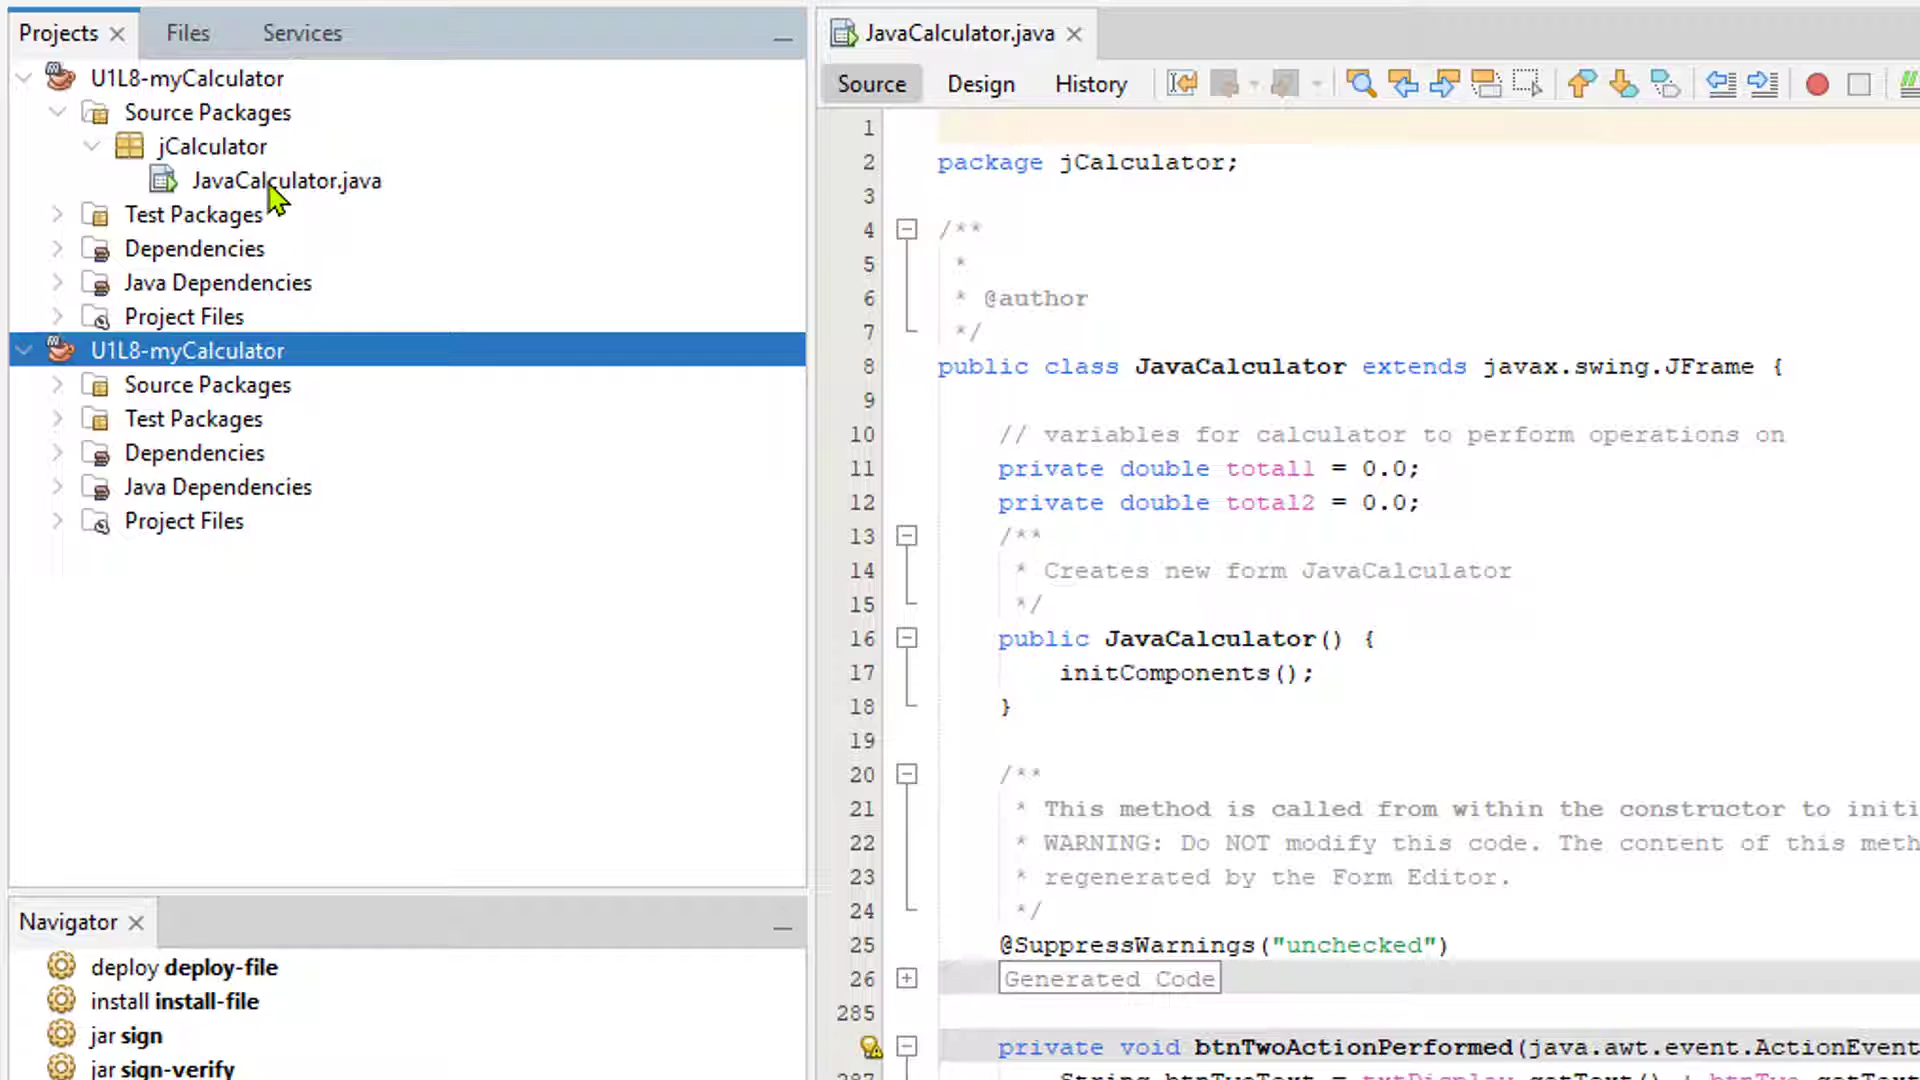 Projects
Files
Services
U1L8-myCalculator
Source Packages
jCalculator
JavaCalculator.java
Test Packages
Dependencies
Java Dependencies
Project Files
U1L8-myCalculator
Source Packages
Test Packages
Dependencies
Java Dependencies
Project Files
Navigator
deploy deploy-file
install install-file
jar sign
jar sign-verify
JavaCalculator.java
Source Design History
1
2 package jCalculator;
3
4 /**
5 *
6 * @author
7 */
8 public class JavaCalculator extends javax.swing.JFrame {
9
10 // variables for calculator to perform operations on
11 private double total1 = 0.0;
12 private double total2 = 0.0;
13 /**
14 * Creates new form JavaCalculator
15 */
16 public JavaCalculator() {
17 initComponents();
18 }
19
20 /**
21 * This method is called from within the constructor to initi
22 * WARNING: Do NOT modify this code. The content of this meth
23 * regenerated by the Form Editor.
24 */
25 @SuppressWarnings("unchecked")
26 Generated Code
285
private void btnTwoActionPerformed(java.awt.event.ActionEvent